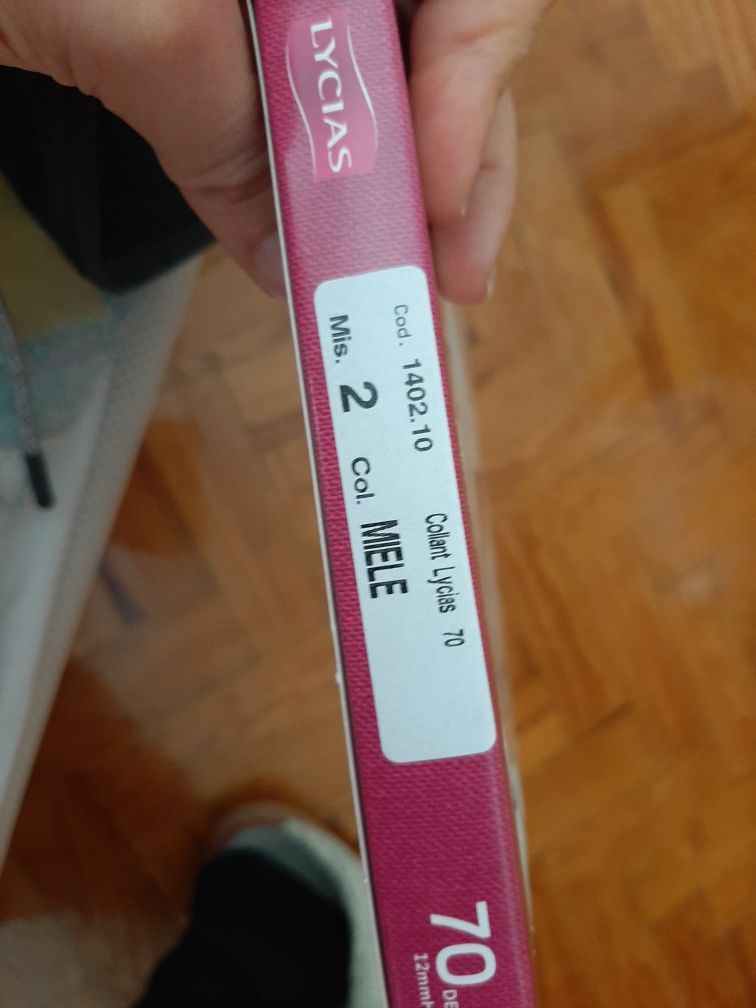 LYCIAS
Cod. 1402.10 Collant Lycias 70
Mis. 2 Col. MIELE
70